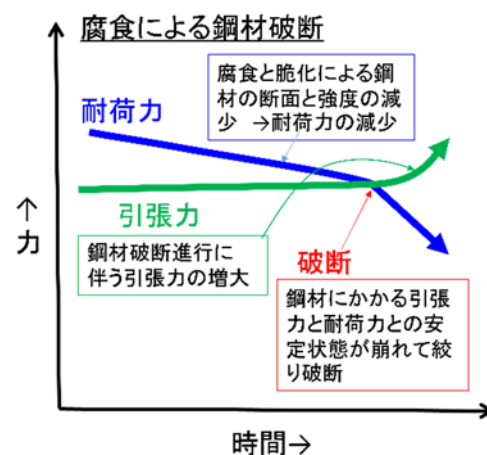 腐食による鋼材破断
腐食と脆化による鋼
材の断面と強度の減
少 →耐荷力の減少
耐荷力
↑
力
引張力
鋼材破断進行に
伴う引張力の増大
破断
鋼材にかかる引張
力と耐荷力との安
定状態が崩れて絞
り破断
時間→